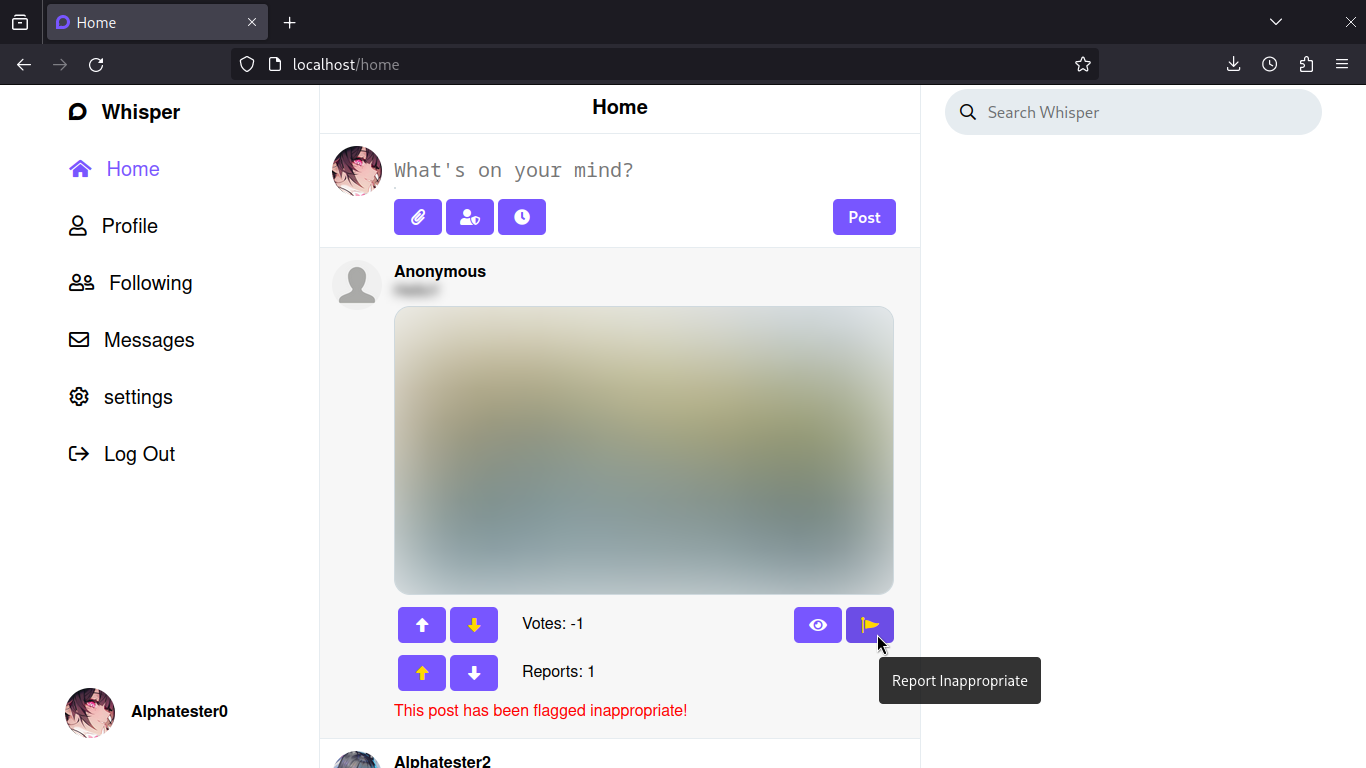 Home
localhost/home
Whisper
Home
Profile
Following
Messages
settings
Log Out
Alphatester0
Home
What's on your mind?
Post
Anonymous
Votes: -1
Reports: 1
Report Inappropriate
This post has been flagged inappropriate!
Alphatester2
Search Whisper